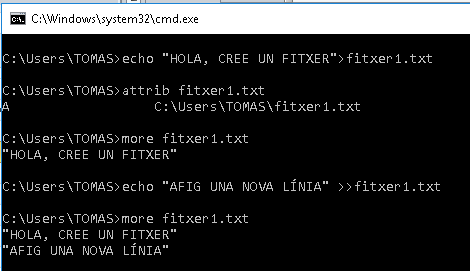 C:\Windows\system32\cmd.exe
C:\Users\TOMAS>echo "HOLA, CREE UN FITXER">fitxer1.txt
C:\Users\TOMAS>attrib fitxer1.txt
A                    C:\Users\TOMAS\fitxer1.txt
C:\Users\TOMAS>more fitxer1.txt
"HOLA, CREE UN FITXER"
C:\Users\TOMAS>echo "AFIG UNA NOVA LÍNIA" >>fitxer1.txt
C:\Users\TOMAS>more fitxer1.txt
"HOLA, CREE UN FITXER"
"AFIG UNA NOVA LÍNIA"